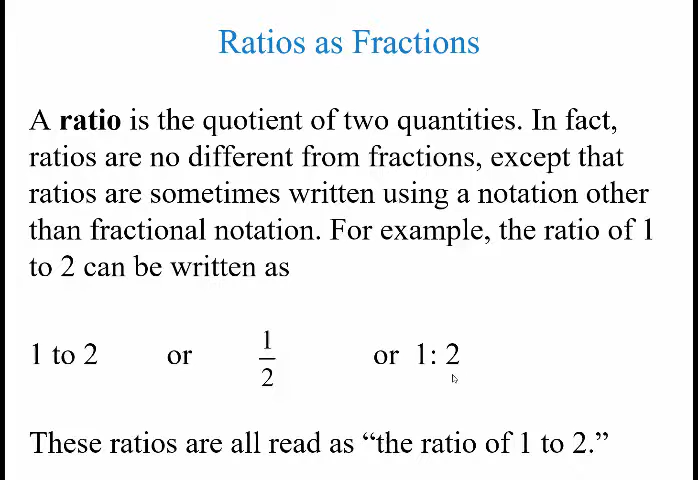 Ratios as Fractions
A ratio is the quotient of two quantities. In fact,
ratios are no different from fractions, except that
ratios are sometimes written using a notation other
than fractional notation. For example, the ratio of 1
to 2 can be written as
1 to 2 or 1/2 or 1: 2
These ratios are all read as “the ratio of 1 to 2.”